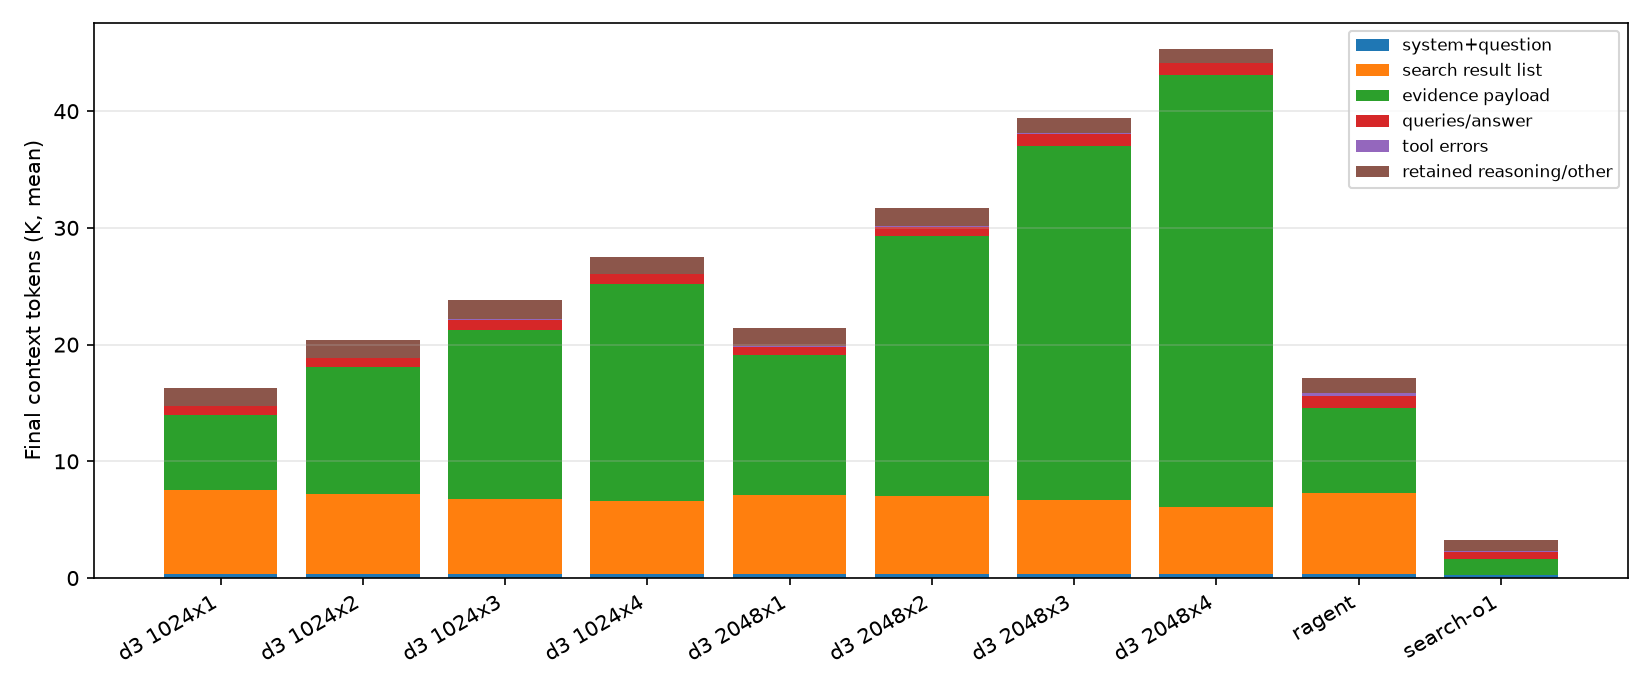 Final context tokens (K, mean)
40
30
20
10
0
system+question
search result list
evidence payload
queries/answer
tool errors
retained reasoning/other
d3 1024x1
d3 1024x2
d3 1024x3
d3 1024x4
d3 2048x1
d3 2048x2
d3 2048x3
d3 2048x4
ragent
search-o1